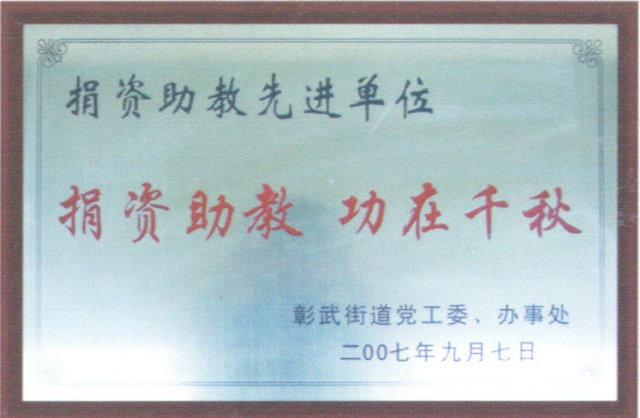 捐资助教先进单位
捐资助教 功在千秋
彰武街道党工委、办事处
二00七年九月七日